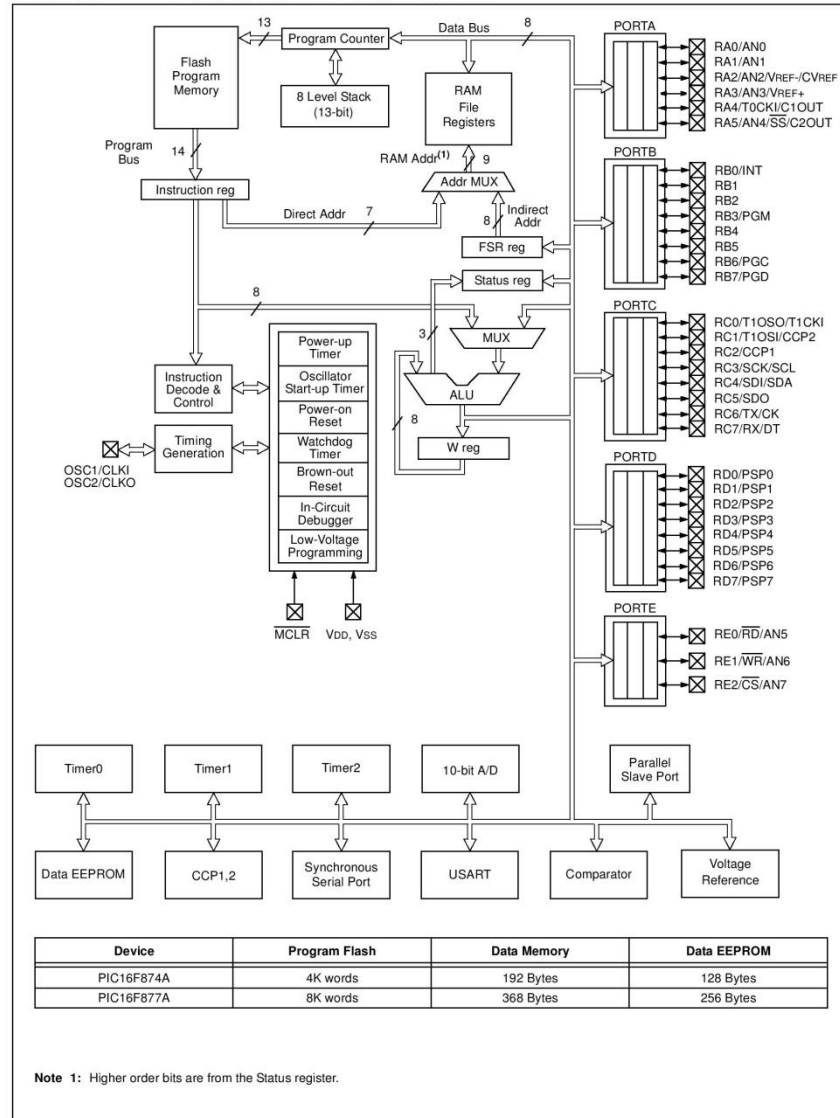 13
Program Counter
Data Bus
8
PORTA
Flash
Program
Memory
8 Level Stack
(13-bit)
RAM
File
Registers
RA0/AN0
RA1/AN1
RA2/AN2/VREF-/CVREF
RA3/AN3/VREF+
RA4/T0CKI/C1OUT
RA5/AN4/SS/C2OUT
Program
Bus
14
RAM Addr(1)
9
PORTB
Instruction reg
Addr MUX
RB0/INT
RB1
RB2
RB3/PGM
RB4
RB5
RB6/PGC
RB7/PGD
Direct Addr
7
8
Indirect
Addr
FSR reg
Status reg
8
3
MUX
PORTC
RC0/T1OSO/T1CKI
RC1/T1OSI/CCP2
RC2/CCP1
RC3/SCK/SCL
RC4/SDI/SDA
RC5/SDO
RC6/TX/CK
RC7/RX/DT
Power-up
Timer
Oscillator
Start-up Timer
Power-on
Reset
Watchdog
Timer
Brown-out
Reset
In-Circuit
Debugger
Low-Voltage
Programming
Instruction
Decode &
Control
ALU
8
W reg
Timing
Generation
OSC1/CLKI
OSC2/CLKO
PORTD
RD0/PSP0
RD1/PSP1
RD2/PSP2
RD3/PSP3
RD4/PSP4
RD5/PSP5
RD6/PSP6
RD7/PSP7
MCLR
VDD, VSS
PORTE
RE0/RD/AN5
RE1/WR/AN6
RE2/CS/AN7
Timer0
Timer1
Timer2
10-bit A/D
Parallel
Slave Port
Data EEPROM
CCP1,2
Synchronous
Serial Port
USART
Comparator
Voltage
Reference
Device Program Flash Data Memory Data EEPROM
PIC16F874A 4K words 192 Bytes 128 Bytes
PIC16F877A 8K words 368 Bytes 256 Bytes
Note 1: Higher order bits are from the Status register.